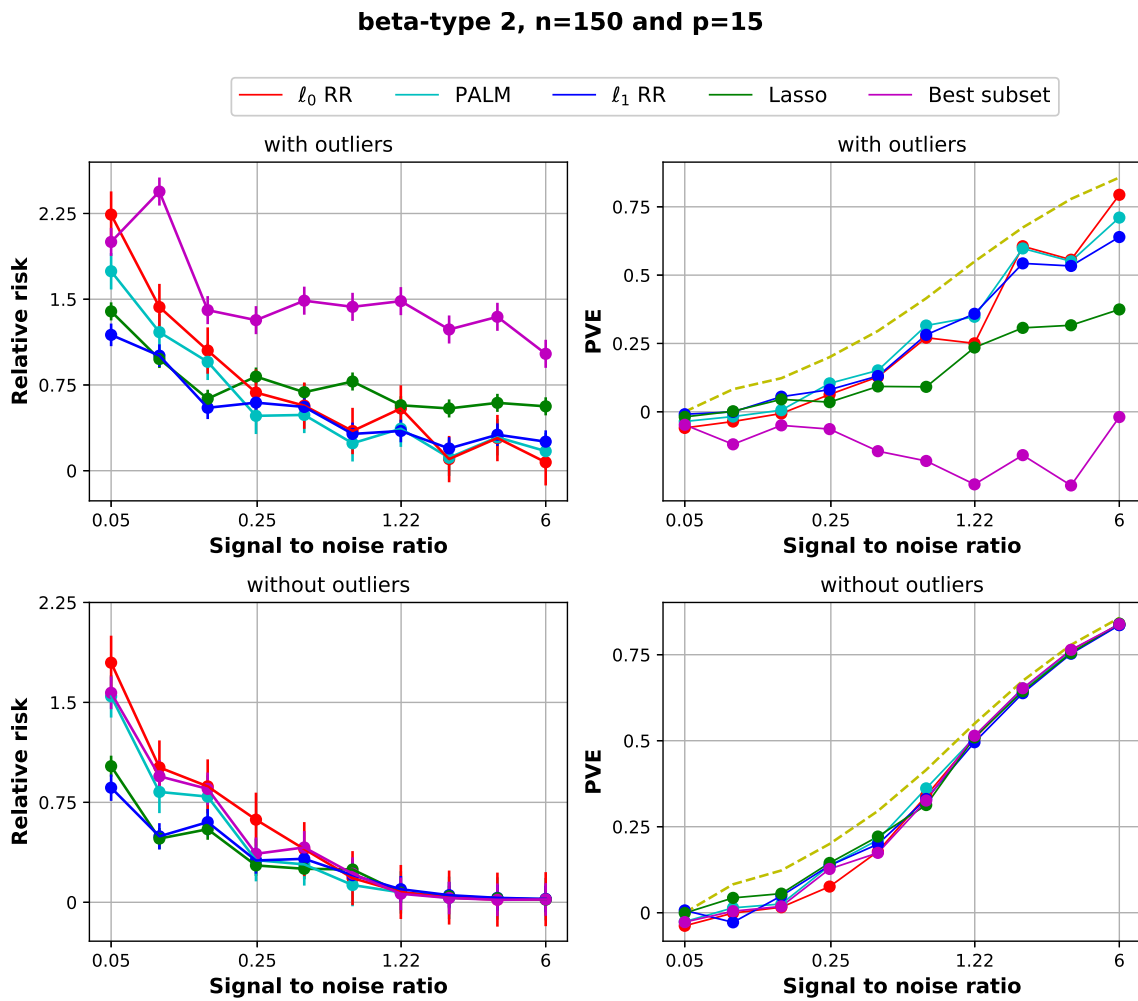 beta-type 2, n=150 and p=15
ℓ0 RR PALM ℓ1 RR Lasso Best subset
with outliers
Relative risk
2.25
1.5
0.75
0
0.05 0.25 1.22 6
Signal to noise ratio
with outliers
PVE
0.75
0.5
0.25
0
0.05 0.25 1.22 6
Signal to noise ratio
without outliers
Relative risk
2.25
1.5
0.75
0
0.05 0.25 1.22 6
Signal to noise ratio
without outliers
PVE
0.75
0.5
0.25
0
0.05 0.25 1.22 6
Signal to noise ratio